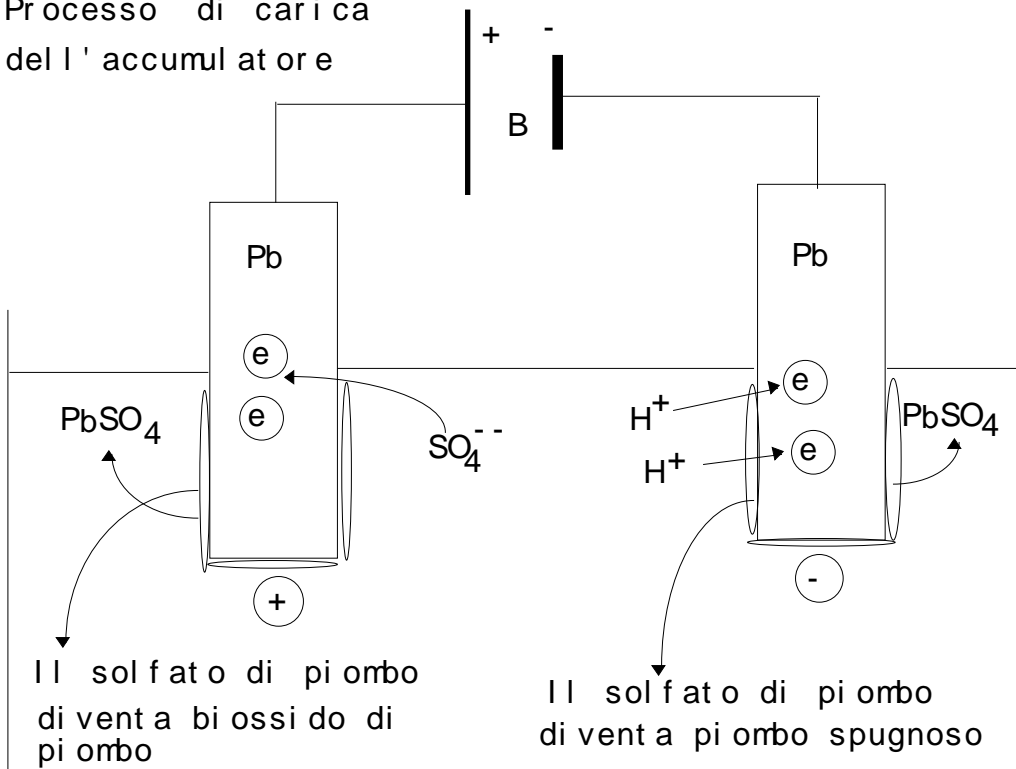 Processo di carica
dell'accumulatore
+ -
B
Pb
Pb
e
e
e
e
PbSO4
SO4--
H+
H+
PbSO4
+
-
Il solfato di piombo
diventa biossido di
piombo
Il solfato di piombo
diventa piombo spugnoso